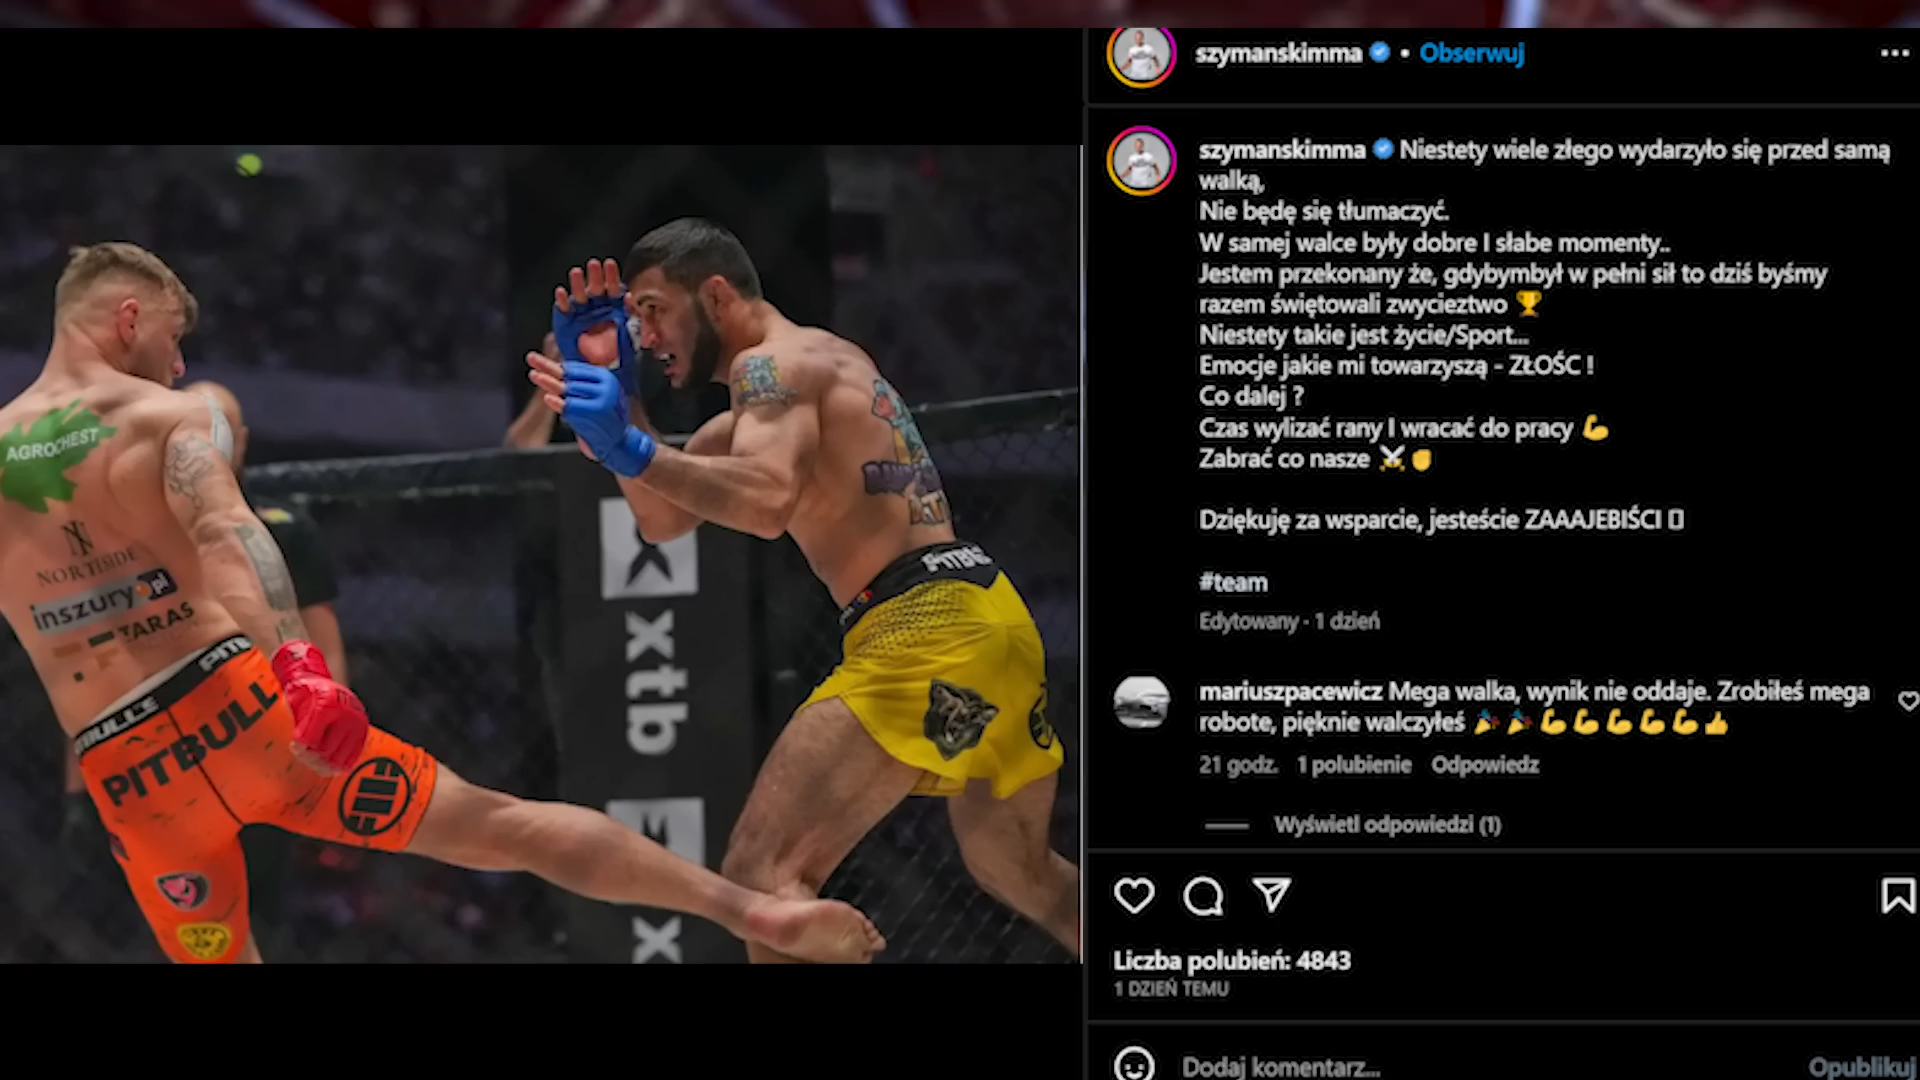 szymanskimma • Obserwuj
szymanskimma Niestety wiele złego wydarzyło się przed samą
walką,
Nie będę się tłumaczyć.
W samej walce były dobre I słabe momenty..
Jestem przekonany że, gdybymbył w pełni sił to dziś byśmy
razem świętowali zwycieztwo 🏆
Niestety takie jest życie/Sport...
Emocje jakie mi towarzyszą - ZŁOŚC !
Co dalej ?
Czas wylizać rany I wracać do pracy 💪
Zabrać co nasze ⚔️✊
Dziękuję za wsparcie, jesteście ZAAAJEBIŚCI
#team
Edytowany · 1 dzień
mariuszpacewicz Mega walka, wynik nie oddaje. Zrobiłeś mega
robote, pięknie walczyłeś 🎉🎉💪💪💪💪💪👍
21 godz. 1 polubienie Odpowiedz
Wyświetl odpowiedzi (1)
Liczba polubień: 4843
1 DZIEŃ TEMU
Dodaj komentarz...
Opublikuj
AGROCHEST
NORTHSIDE
inszury.pl
TARAS
PITBULL
xtb